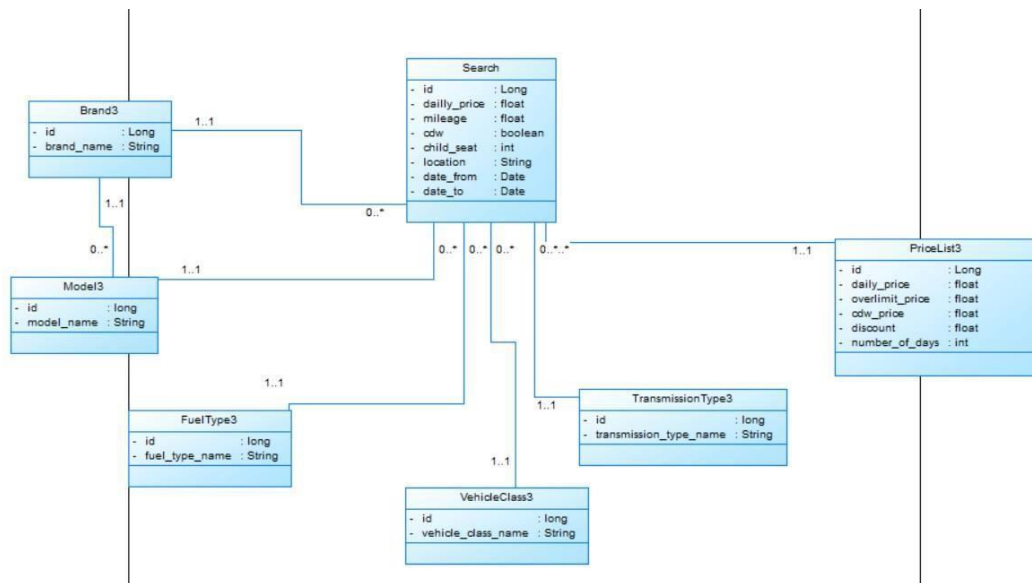 Search
- id : Long
- dailly_price : float
- mileage : float
- cdw : boolean
- child_seat : int
- location : String
- date_from : Date
- date_to : Date
Brand3
- id : Long
- brand_name : String
1..1
0..*
1..1
0..*
Model3
- id : long
- model_name : String
1..1
0..*
0..*
0..*
0..*..*
1..1
PriceList3
- id : Long
- daily_price : float
- overlimit_price : float
- cdw_price : float
- discount : float
- number_of_days : int
1..1
FuelType3
- id : long
- fuel_type_name : String
1..1
TransmissionType3
- id : long
- transmission_type_name : String
1..1
VehicleClass3
- id : long
- vehicle_class_name : String